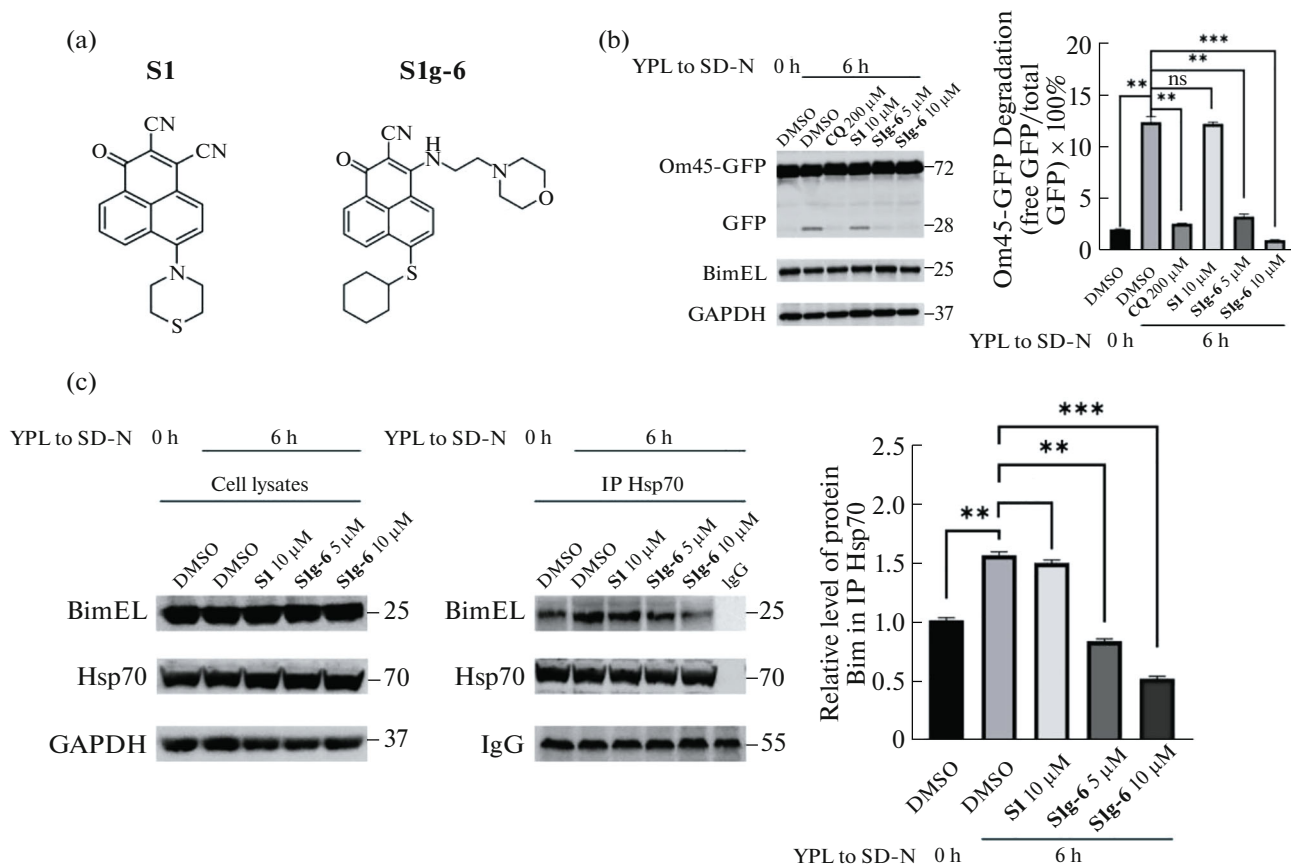 (a)
S1
S1g-6
CN
O
CN
N
S
CN
O
H
N
N
O
S
(b)
YPL to SD-N 0 h 6 h
DMSO
DMSO
CQ 200 μM
S1 10 μM
S1g-6 5 μM
S1g-6 10 μM
Om45-GFP
72
GFP
28
BimEL
25
GAPDH
37
Om45-GFP Degradation
(free GFP/total
GFP) × 100%
20
15
10
5
0
***
**
ns
**
**
DMSO
DMSO
CQ 200 μM
S1 10 μM
S1g-6 5 μM
S1g-6 10 μM
YPL to SD-N 0 h 6 h
(c)
YPL to SD-N 0 h 6 h
Cell lysates
DMSO
DMSO
S1 10 μM
S1g-6 5 μM
S1g-6 10 μM
BimEL
25
Hsp70
70
GAPDH
37
YPL to SD-N 0 h 6 h
IP Hsp70
DMSO
DMSO
S1 10 μM
S1g-6 5 μM
S1g-6 10 μM
IgG
BimEL
25
Hsp70
70
IgG
55
Relative level of protein
Bim in IP Hsp70
2.5
2.0
1.5
1.0
0.5
0
***
**
**
DMSO
DMSO
S1 10 μM
S1g-6 5 μM
S1g-6 10 μM
YPL to SD-N 0 h 6 h